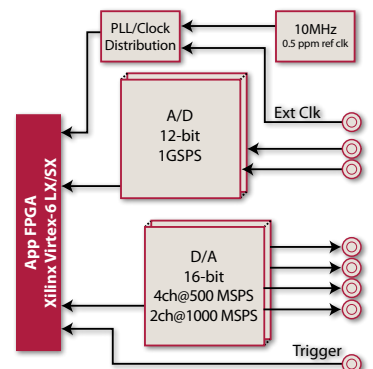 PLL/Clock
Distribution
10MHz
0.5 ppm ref clk
Ext Clk
A/D
12-bit
1GSPS
App FPGA
Xilinx Virtex-6 LX/SX
D/A
16-bit
4ch@500 MSPS
2ch@1000 MSPS
Trigger